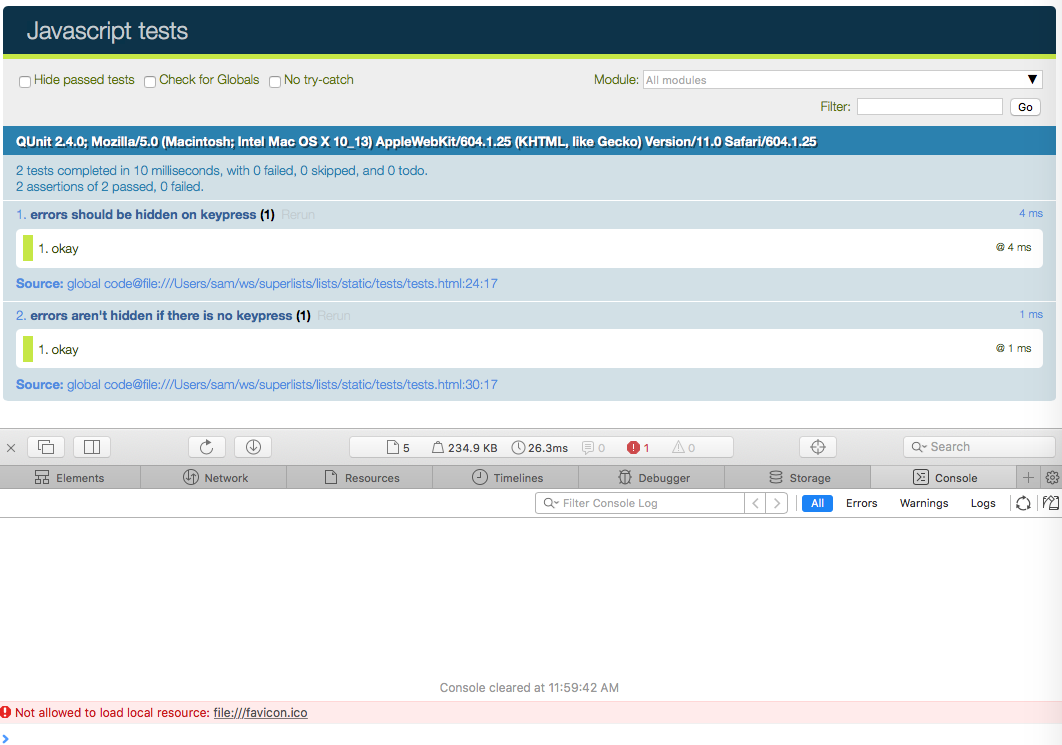 Javascript tests
Hide passed tests Check for Globals No try-catch Module: All modules ▼
Filter: Go
QUnit 2.4.0; Mozilla/5.0 (Macintosh; Intel Mac OS X 10_13) AppleWebKit/604.1.25 (KHTML, like Gecko) Version/11.0 Safari/604.1.25
2 tests completed in 10 milliseconds, with 0 failed, 0 skipped, and 0 todo.
2 assertions of 2 passed, 0 failed.
1. errors should be hidden on keypress (1) Rerun 4 ms
1. okay @ 4 ms
Source: global code@file:///Users/sam/ws/superlists/lists/static/tests/tests.html:24:17
2. errors aren't hidden if there is no keypress (1) Rerun 1 ms
1. okay @ 1 ms
Source: global code@file:///Users/sam/ws/superlists/lists/static/tests/tests.html:30:17
5 234.9 KB 26.3ms 0 1 0 Search
Elements Network Resources Timelines Debugger Storage Console
Filter Console Log All Errors Warnings Logs
Console cleared at 11:59:42 AM
Not allowed to load local resource: file:///favicon.ico